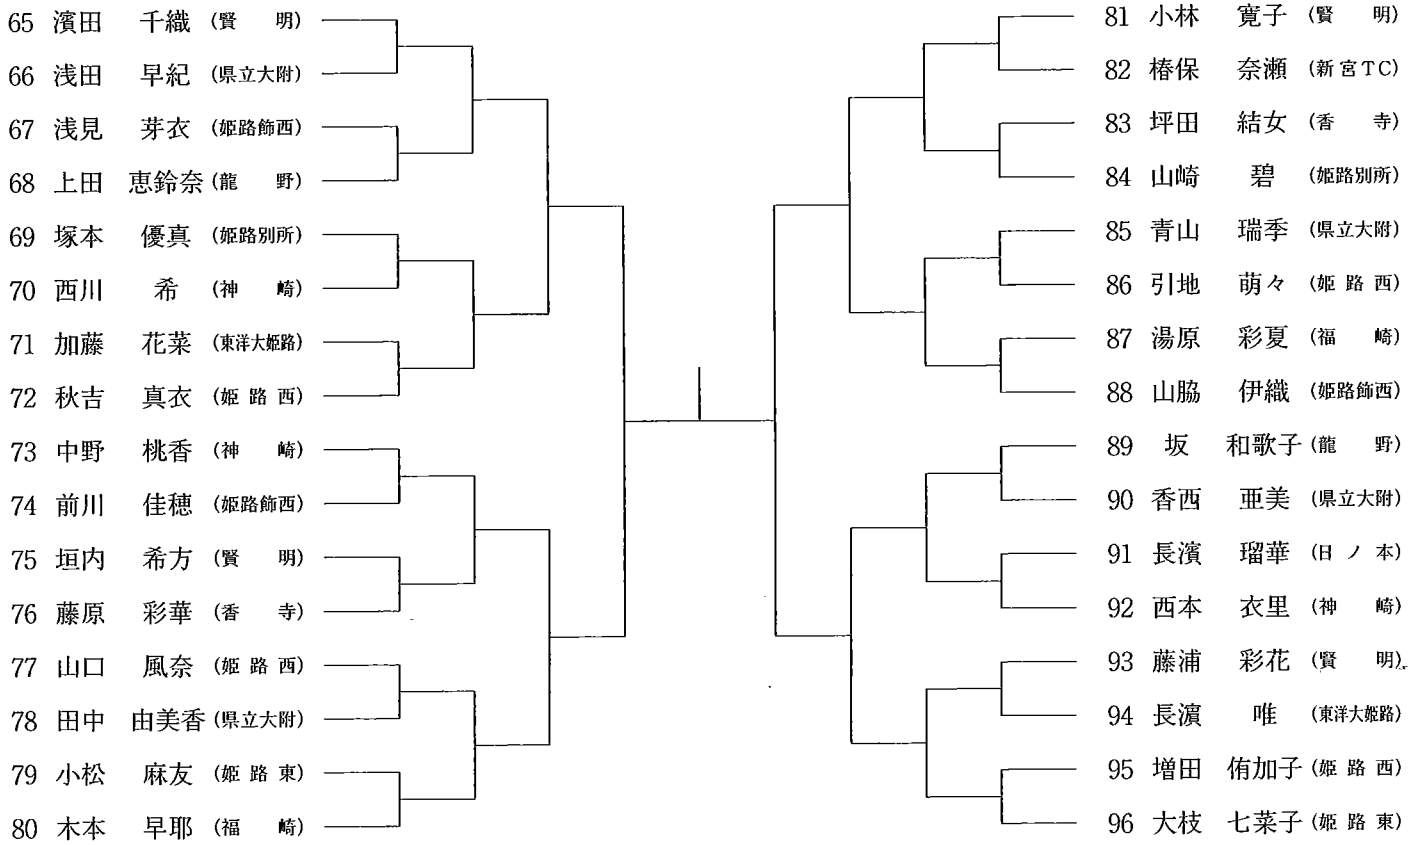 65 濱田 千織 (賢 明)
66 浅田 早紀 (県立大附)
67 浅見 芽衣 (姫路飾西)
68 上田 恵鈴奈 (龍 野)
69 塚本 優真 (姫路別所)
70 西川 希 (神 崎)
71 加藤 花菜 (東洋大姫路)
72 秋吉 真衣 (姫 路 西)
73 中野 桃香 (神 崎)
74 前川 佳穂 (姫路飾西)
75 垣内 希方 (賢 明)
76 藤原 彩華 (香 寺)
77 山口 風奈 (姫 路 西)
78 田中 由美香 (県立大附)
79 小松 麻友 (姫 路 東)
80 木本 早耶 (福 崎)
81 小林 寛子 (賢 明)
82 椿保 奈瀬 (新宮TC)
83 坪田 結女 (香 寺)
84 山崎 碧 (姫路別所)
85 青山 瑞季 (県立大附)
86 引地 萌々 (姫 路 西)
87 湯原 彩夏 (福 崎)
88 山脇 伊織 (姫路飾西)
89 坂 和歌子 (龍 野)
90 香西 亜美 (県立大附)
91 長濱 瑠華 (日 ノ 本)
92 西本 衣里 (神 崎)
93 藤浦 彩花 (賢 明)
94 長濵 唯 (東洋大姫路)
95 増田 侑加子 (姫 路 西)
96 大枝 七菜子 (姫 路 東)